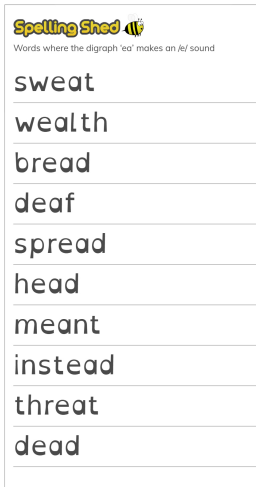 Spelling Shed
Words where the digraph 'ea' makes an /e/ sound
sweat
wealth
bread
deaf
spread
head
meant
instead
threat
dead